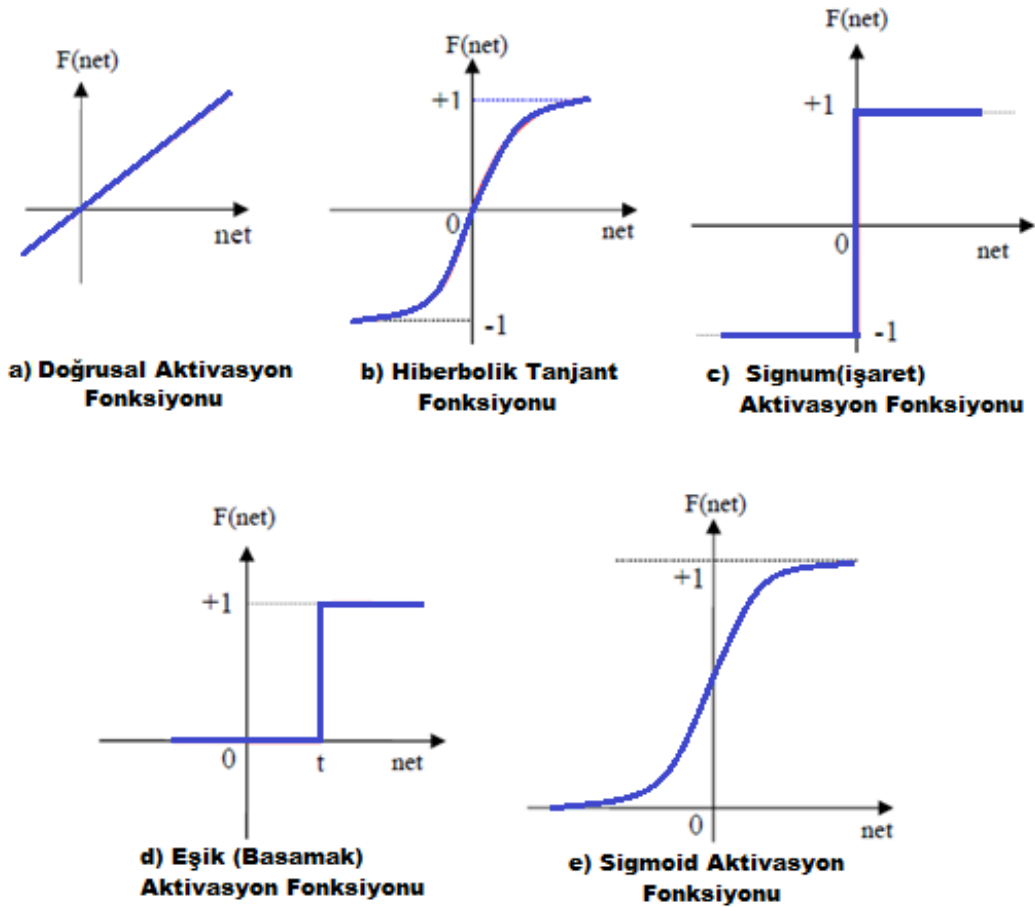 F(net)
net
a) Doğrusal Aktivasyon
Fonksiyonu
F(net)
+1
0
net
-1
b) Hiberbolik Tanjant
Fonksiyonu
F(net)
+1
0
net
-1
c) Signum(işaret)
Aktivasyon Fonksiyonu
F(net)
+1
0
t
net
d) Eşik (Basamak)
Aktivasyon Fonksiyonu
F(net)
+1
0
net
e) Sigmoid Aktivasyon
Fonksiyonu